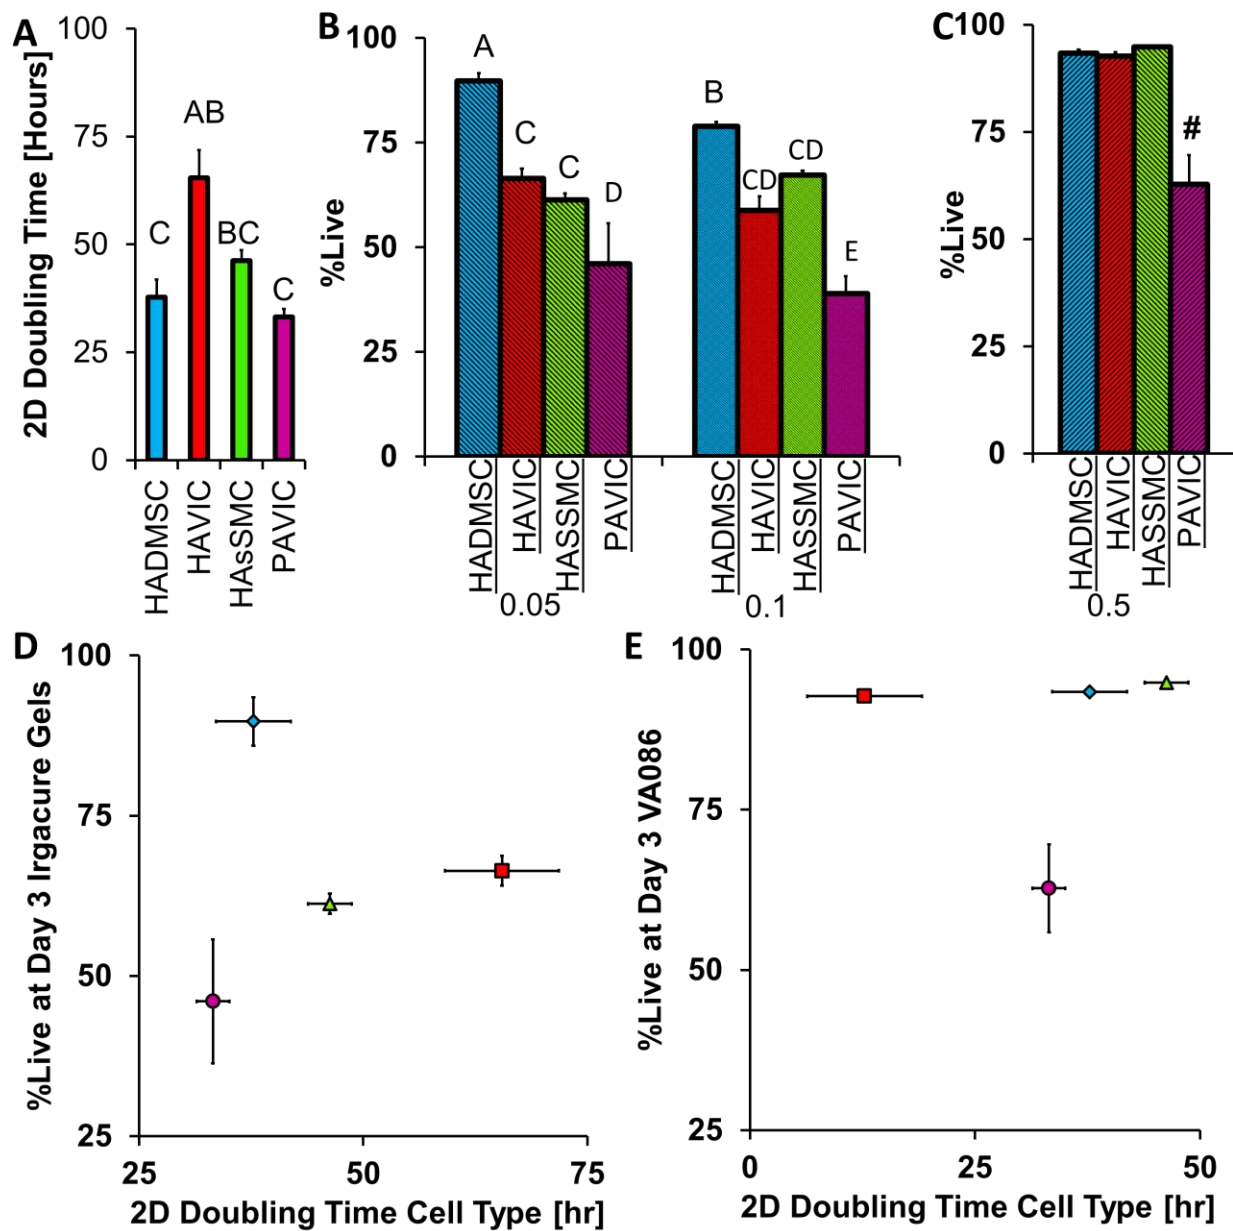 A
2D Doubling Time [Hours]
100
75
50
25
0
C
AB
BC
C
HADMSC
HAVIC
HAsSMC
PAVIC
B
%Live
100
75
50
25
0
A
C
C
D
B
CD
CD
E
HADMSC
HAVIC
HASSMC
PAVIC
0.05
HADMSC
HAVIC
HASSMC
PAVIC
0.1
C
%Live
100
75
50
25
0
#
HADMSC
HAVIC
HASSMC
PAVIC
0.5
D
%Live at Day 3 Irgacure Gels
100
75
50
25
25
50
75
2D Doubling Time Cell Type [hr]
E
%Live at Day 3 VA086
100
75
50
25
0
25
50
2D Doubling Time Cell Type [hr]